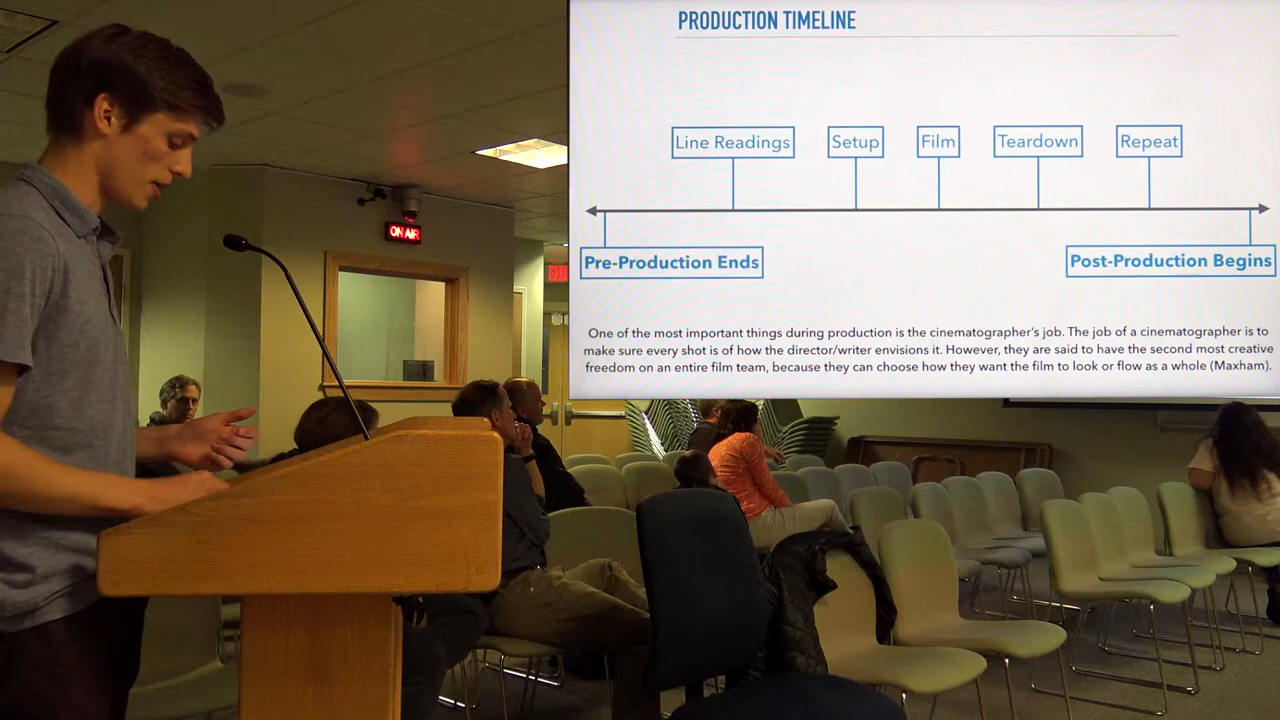 PRODUCTION TIMELINE
Line Readings
Setup
Film
Teardown
Repeat
Pre-Production Ends
Post-Production Begins
One of the most important things during production is the cinematographer's job. The job of a cinematographer is to
make sure every shot is of how the director/writer envisions it. However, they are said to have the second most creative
freedom on an entire film team, because they can choose how they want the film to look or flow as a whole (Maxham).
ON AIR